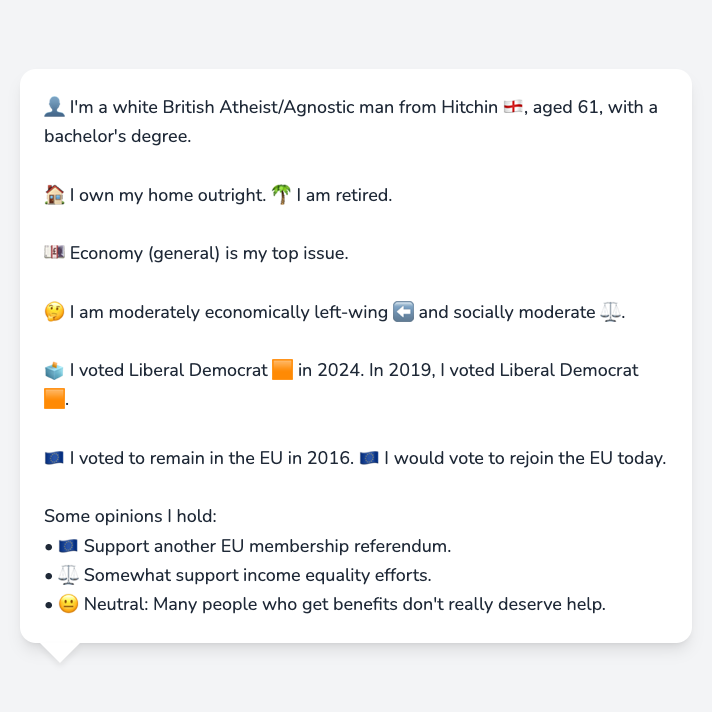 👤 I'm a white British Atheist/Agnostic man from Hitchin 🏴󠁧󠁢󠁥󠁮󠁧󠁿, aged 61, with a
bachelor's degree.
🏠 I own my home outright. 🌴 I am retired.
💷 Economy (general) is my top issue.
🤔 I am moderately economically left-wing ⬅️ and socially moderate ⚖️.
🗳️ I voted Liberal Democrat 🟧 in 2024. In 2019, I voted Liberal Democrat
🟧.
🇪🇺 I voted to remain in the EU in 2016. 🇪🇺 I would vote to rejoin the EU today.
Some opinions I hold:
• 🇪🇺 Support another EU membership referendum.
• ⚖️ Somewhat support income equality efforts.
• 😐 Neutral: Many people who get benefits don't really deserve help.